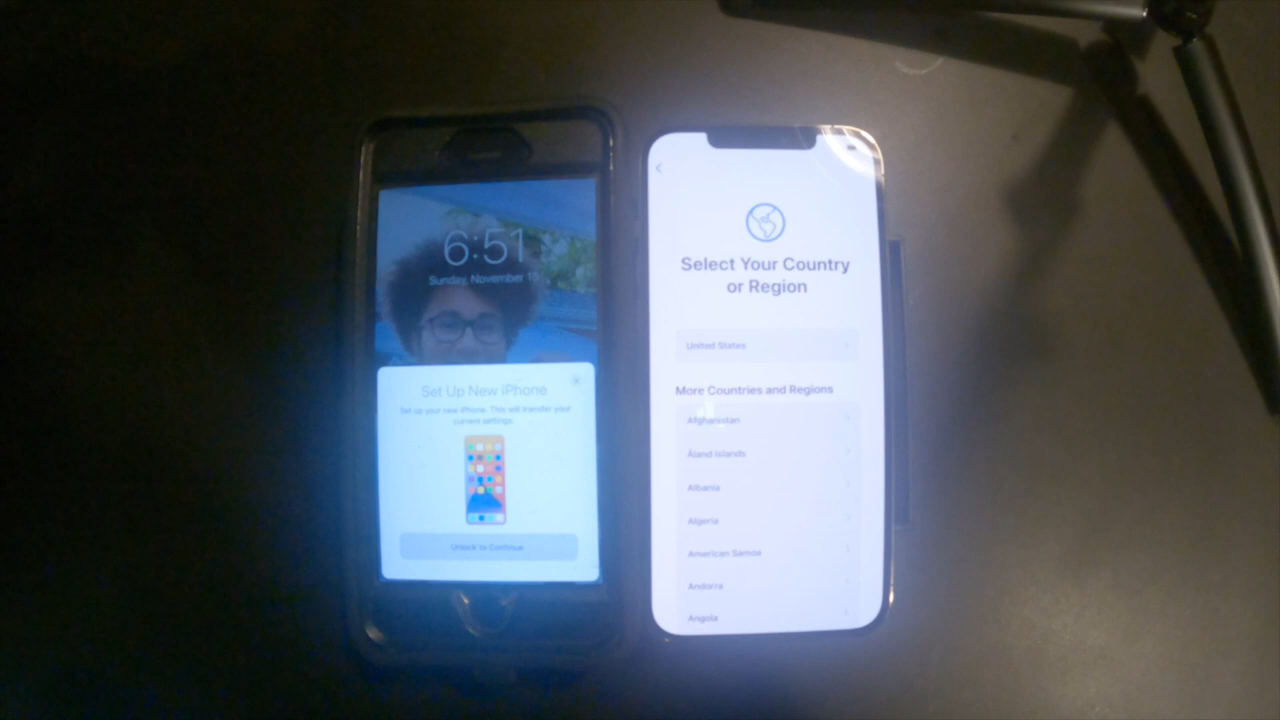 6:51
Sunday, November 15
Set Up New iPhone
Set up your new iPhone. This will transfer your
current settings.
Unlock to Continue
Select Your Country
or Region
United States
More Countries and Regions
Afghanistan
Åland Islands
Albania
Algeria
American Samoa
Andorra
Angola